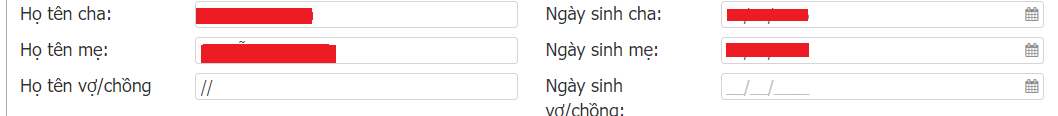 Họ tên cha: Ngày sinh cha:
Họ tên mẹ: Ngày sinh mẹ:
Họ tên vợ/chồng // Ngày sinh vợ/chồng: __/__/____